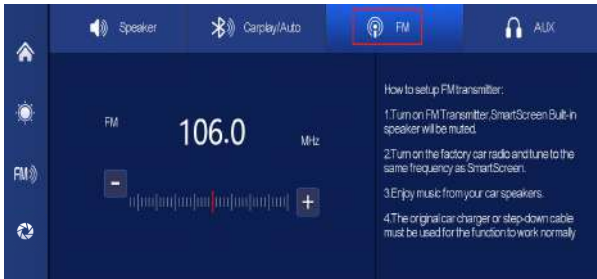 Speaker
Carplay/Auto
FM
AUX
FM
FM
106.0
MHz
-
+
How to setup FM transmitter:
1.Turn on FM Transmitter,SmartScreen Built-in
speaker will be muted.
2.Turn on the factory car radio and tune to the
same frequency as SmartScreen.
3.Enjoy music from your car speakers.
4.The original car charger or step-down cable
must be used for the function to work normally